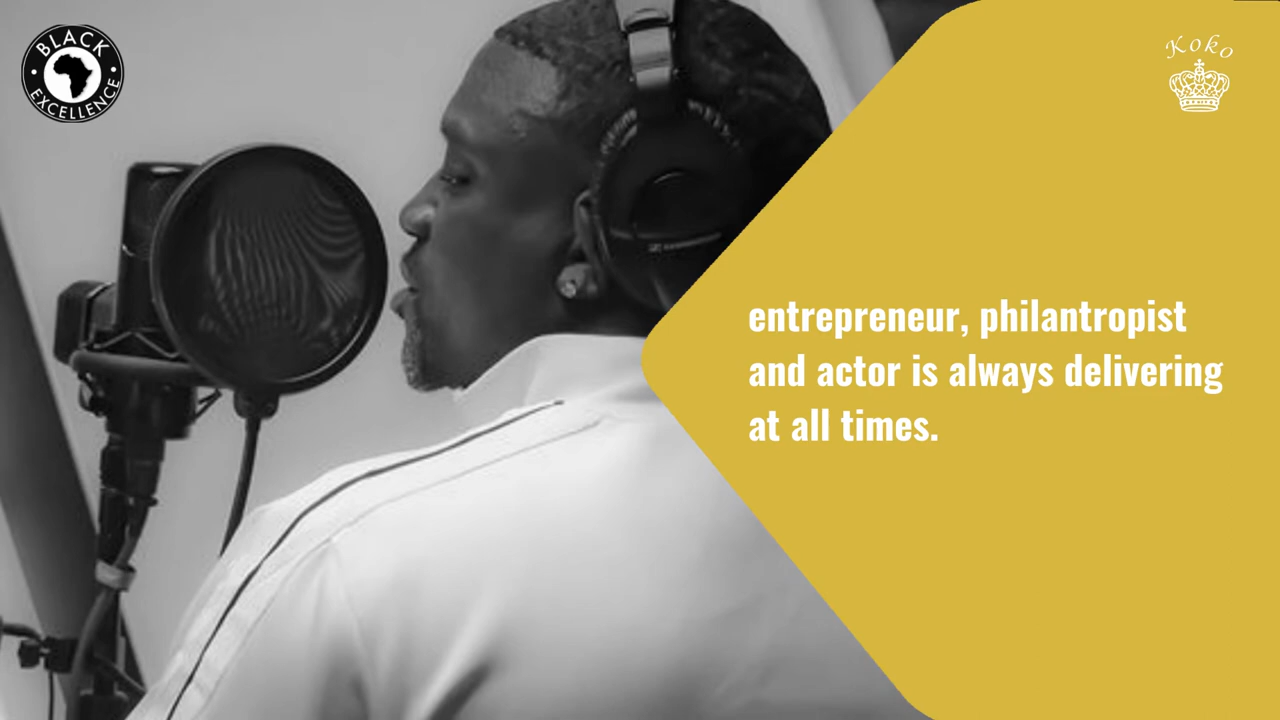 BLACK
EXCELLENCE
Koko
entrepreneur, philantropist
and actor is always delivering
at all times.